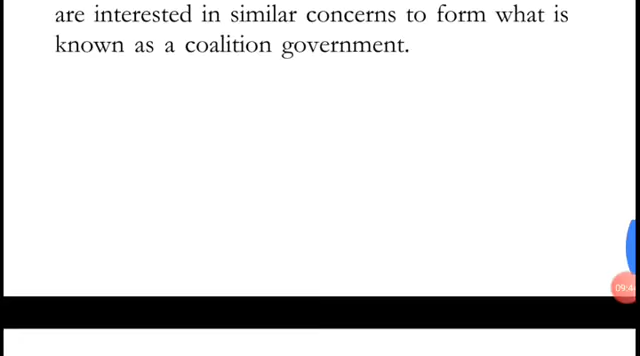 are interested in similar concerns to form what is
known as a coalition government.